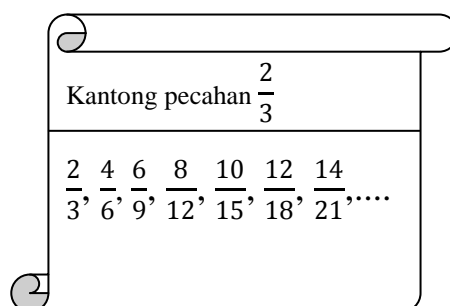 Kantong pecahan 2/3
2/3, 4/6, 6/9, 8/12, 10/15, 12/18, 14/21,....